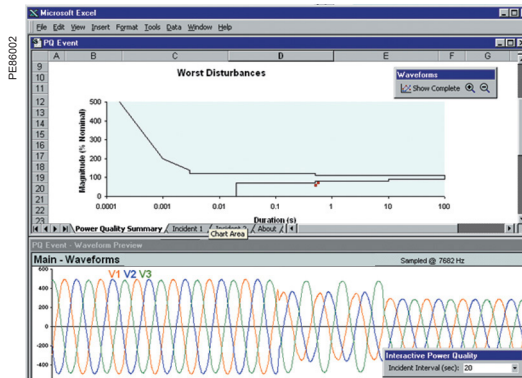 PE86002
Microsoft Excel
File Edit View Insert Format Tools Data Window Help
PQ Event
A B C D E F G
9
10
11
12
13
14
15
16
17
18
19
20
21
22
23
Worst Disturbances
Waveforms
Show Complete
Magnitude (% Nominal)
500
400
300
200
100
0
0.0001 0.001 0.01 0.1 1 10 100
Duration (s)
Power Quality Summary Incident 1 About
Chart Area
PQ Event - Waveform Preview
Main - Waveforms
Sampled @ 7682 Hz
V1 V2 V3
600
400
200
0
-200
-400
Interactive Power Quality
Incident Interval (sec): 20